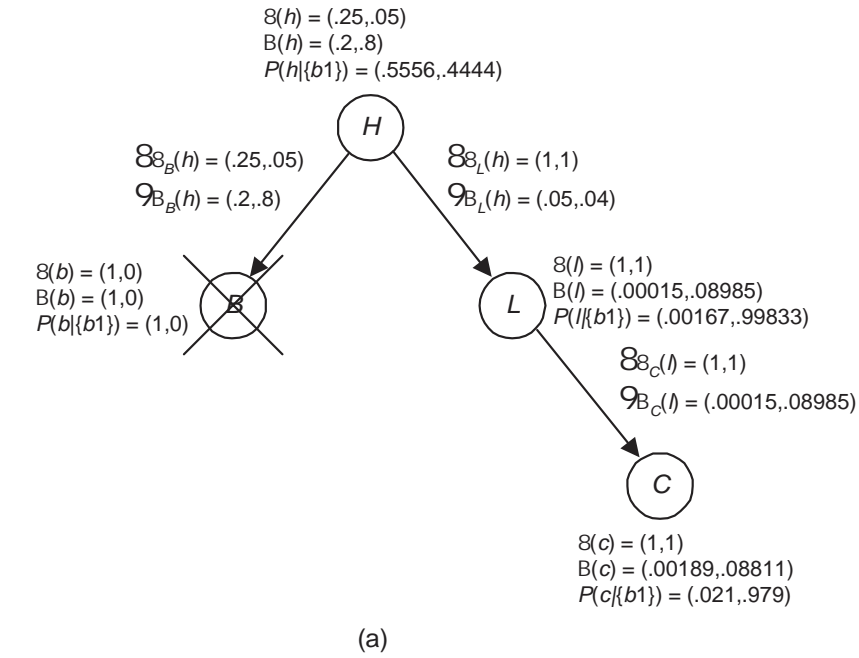 8(h) = (.25,.05)
B(h) = (.2,.8)
P(h|{b1}) = (.5556,.4444)
H
88B(h) = (.25,.05)
9BB(h) = (.2,.8)
88L(h) = (1,1)
9BL(h) = (.05,.04)
8(b) = (1,0)
B(b) = (1,0)
P(b|{b1}) = (1,0)
B
L
8(l) = (1,1)
B(l) = (.00015,.08985)
P(l|{b1}) = (.00167,.99833)
88C(l) = (1,1)
9BC(l) = (.00015,.08985)
C
8(c) = (1,1)
B(c) = (.00189,.08811)
P(c|{b1}) = (.021,.979)
(a)